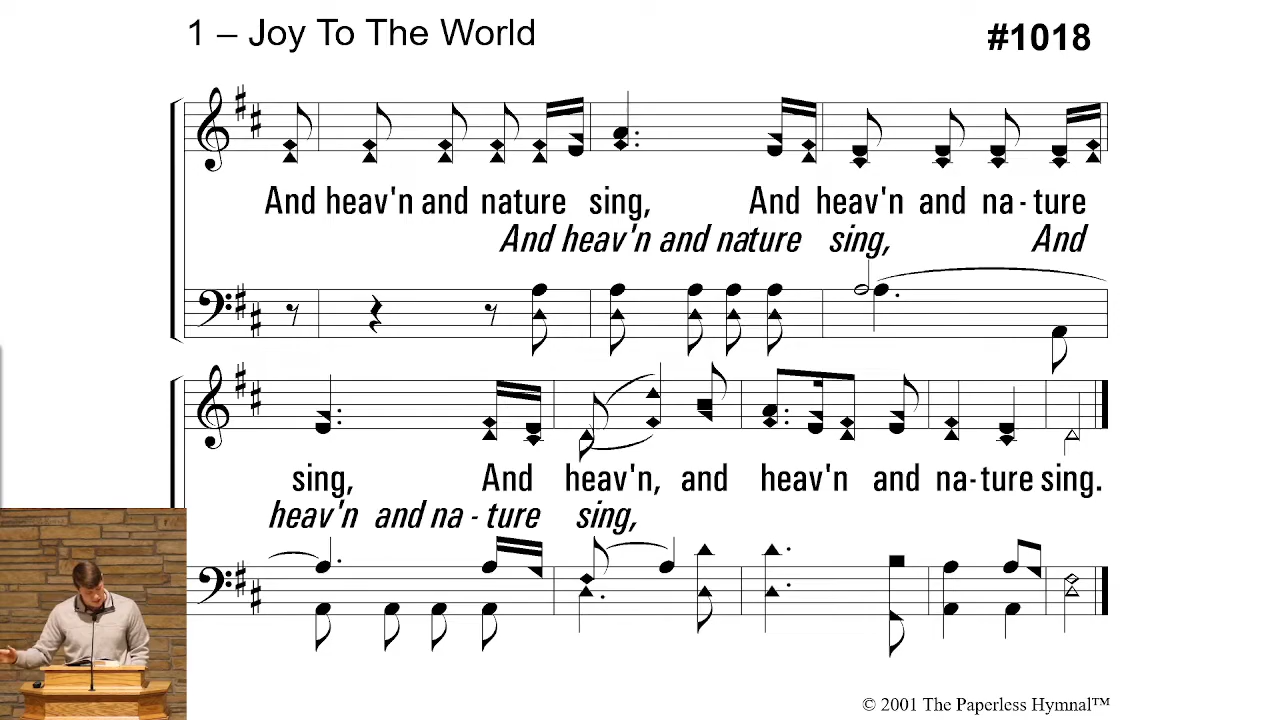 1 – Joy To The World
#1018
And heav'n and nature sing, And heav'n and na - ture
And heav'n and nature sing, And
sing, And heav'n, and heav'n and na-ture sing.
heav'n and na - ture sing,
© 2001 The Paperless Hymnal™